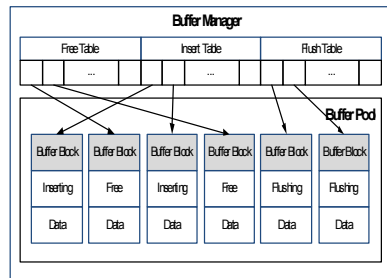 Buffer Manager
Free Table Insert Table Flush Table
... ... ...
Buffer Pool
Buffer Block Buffer Block Buffer Block Buffer Block Buffer Block Buffer Block
Inserting Free Inserting Free Flushing Flushing
Data Data Data Data Data Data